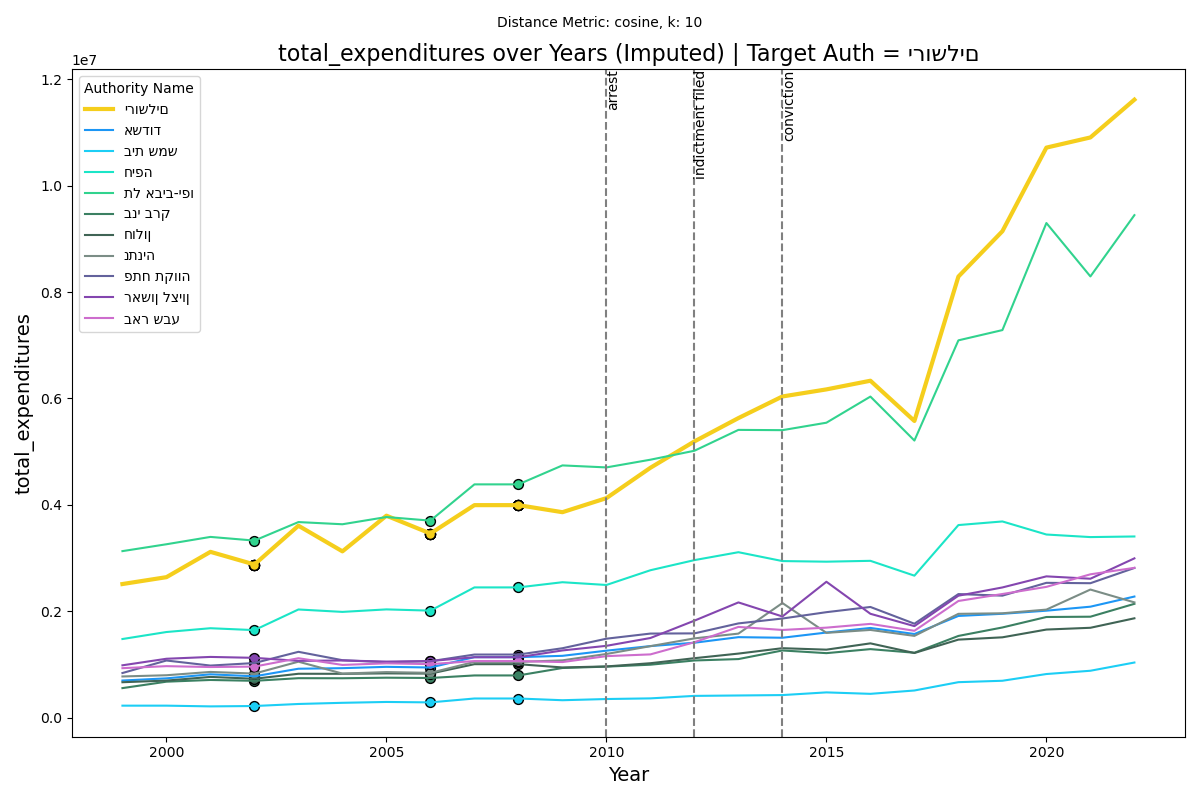 Distance Metric: cosine, k: 10
total_expenditures over Years (Imputed) | Target Auth = ירושלים
1e7
1.2
1.0
0.8
0.6
0.4
0.2
0.0
total_expenditures
Authority Name
ירושלים
אשדוד
בית שמש
חיפה
תל אביב-יפו
בני ברק
חולון
נתניה
פתח תקווה
ראשון לציון
באר שבע
arrest
indictment filed
conviction
2000
2005
2010
2015
2020
Year